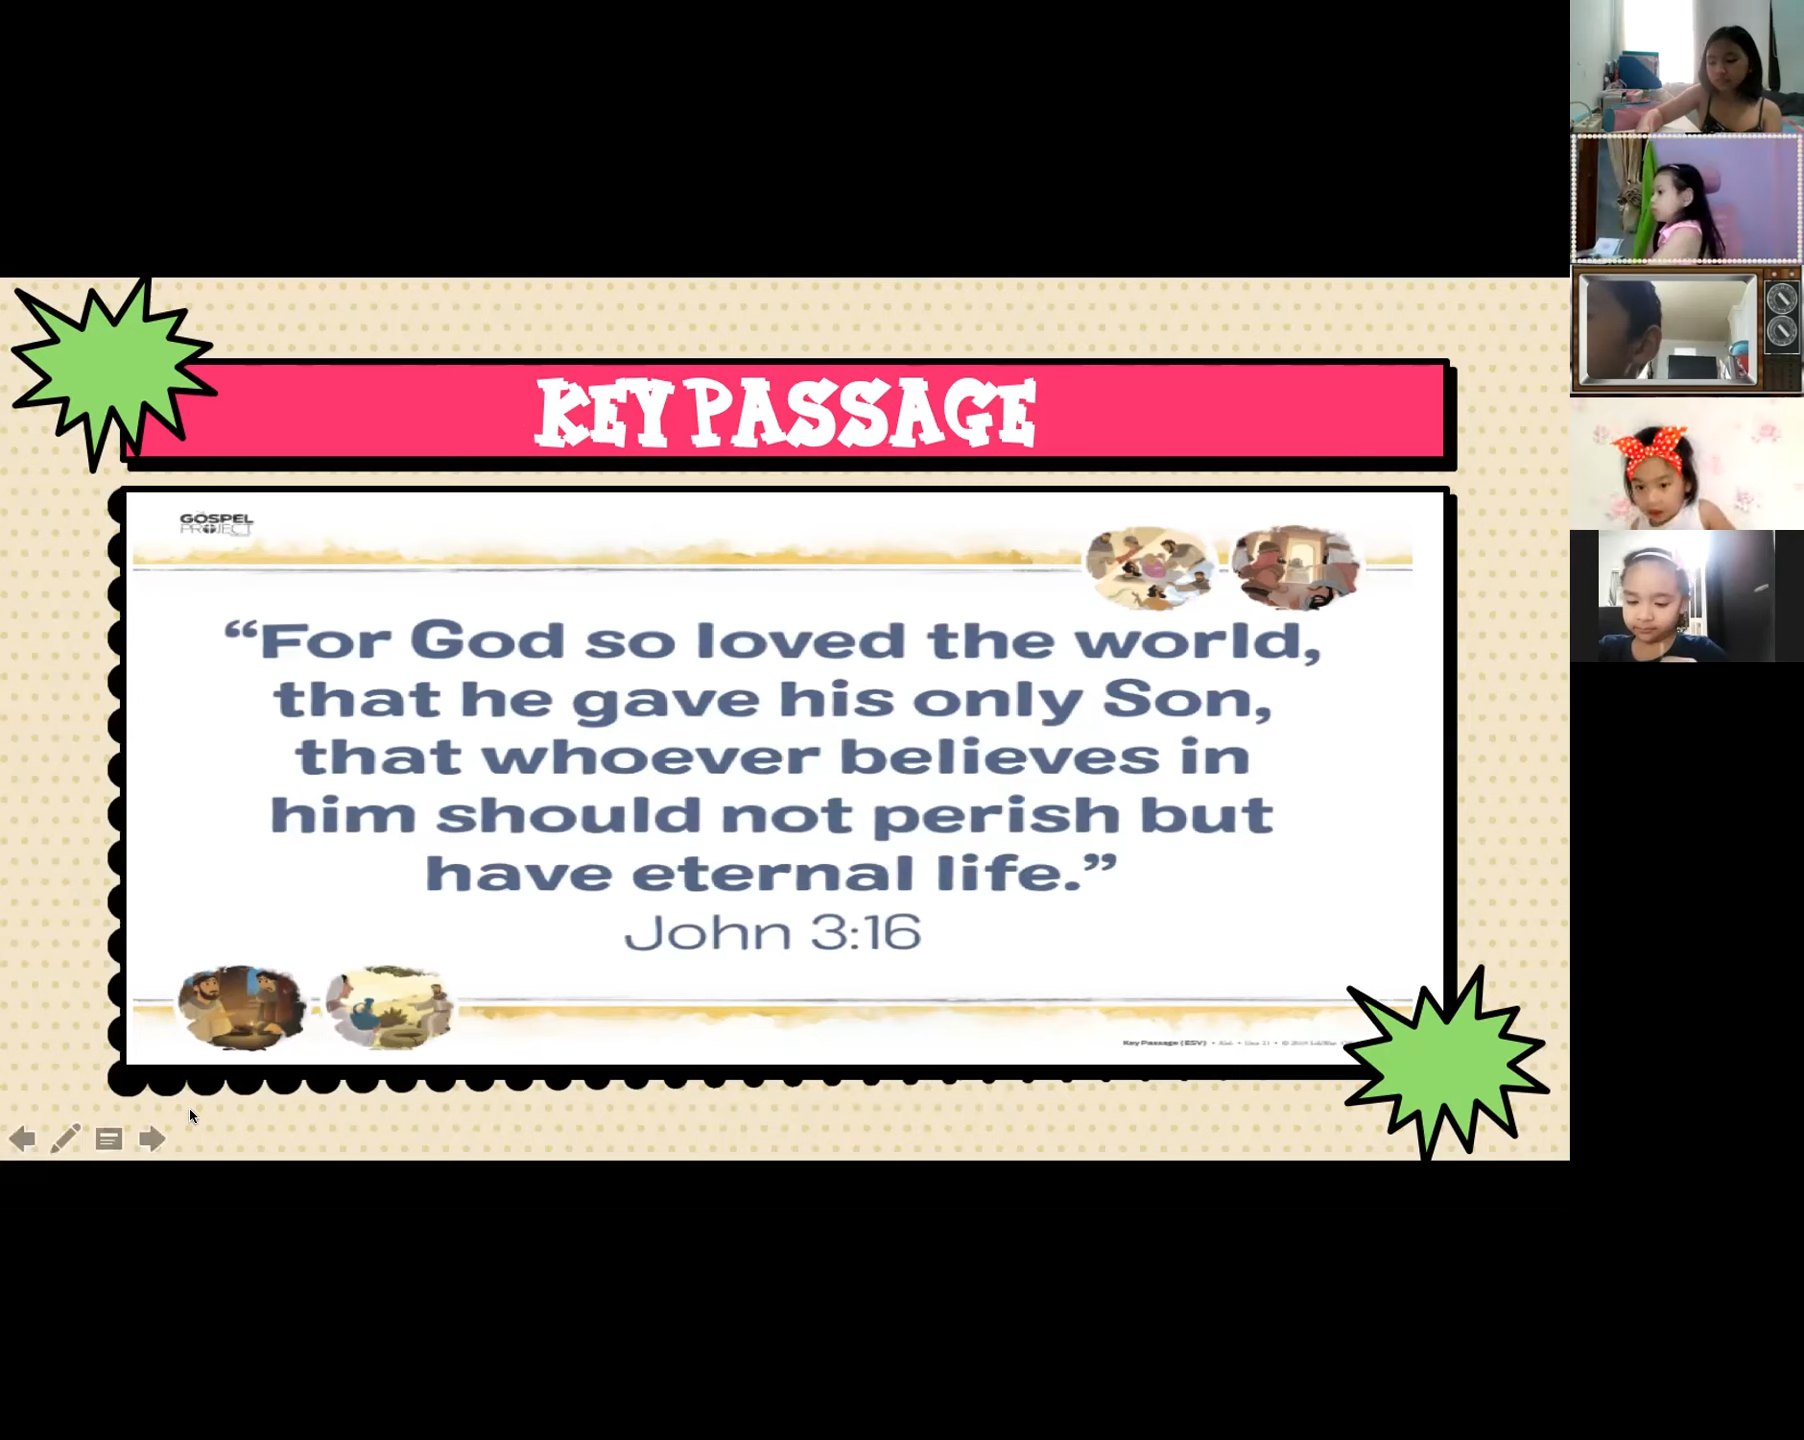 KEY PASSAGE
GOSPEL
PROJECT
“For God so loved the world,
that he gave his only Son,
that whoever believes in
him should not perish but
have eternal life.”
John 3:16
Key Passage (ESV)